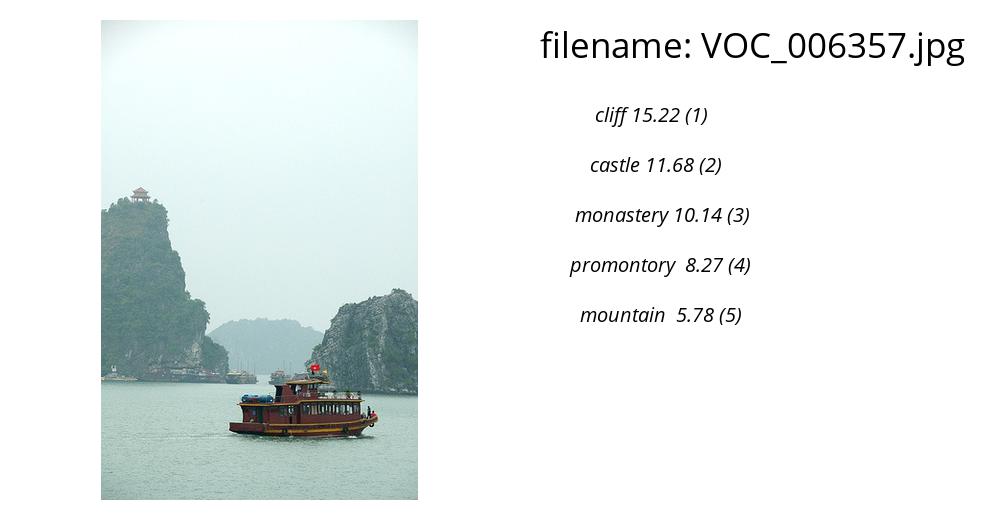 filename: VOC_006357.jpg
cliff 15.22 (1)
castle 11.68 (2)
monastery 10.14 (3)
promontory 8.27 (4)
mountain 5.78 (5)